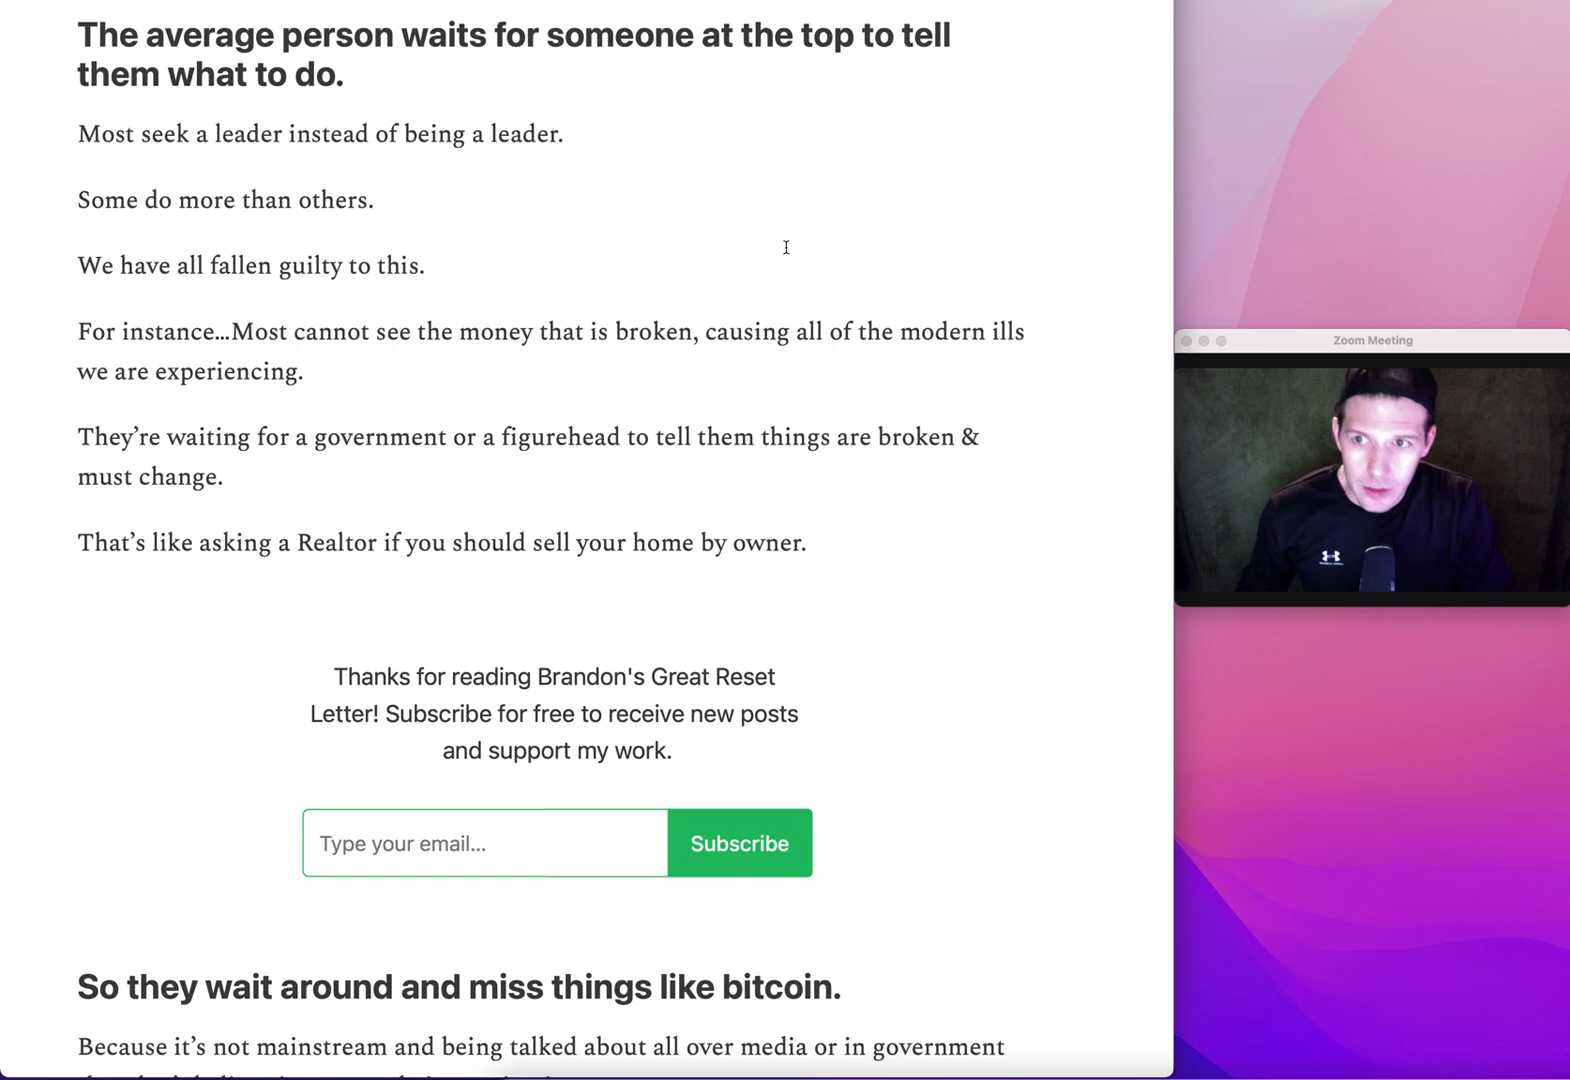 The average person waits for someone at the top to tell
them what to do.
Most seek a leader instead of being a leader.
Some do more than others.
We have all fallen guilty to this.
For instance...Most cannot see the money that is broken, causing all of the modern ills
we are experiencing.
They’re waiting for a government or a figurehead to tell them things are broken &
must change.
That’s like asking a Realtor if you should sell your home by owner.
Thanks for reading Brandon's Great Reset
Letter! Subscribe for free to receive new posts
and support my work.
Type your email...
Subscribe
So they wait around and miss things like bitcoin.
Because it’s not mainstream and being talked about all over media or in government
Zoom Meeting